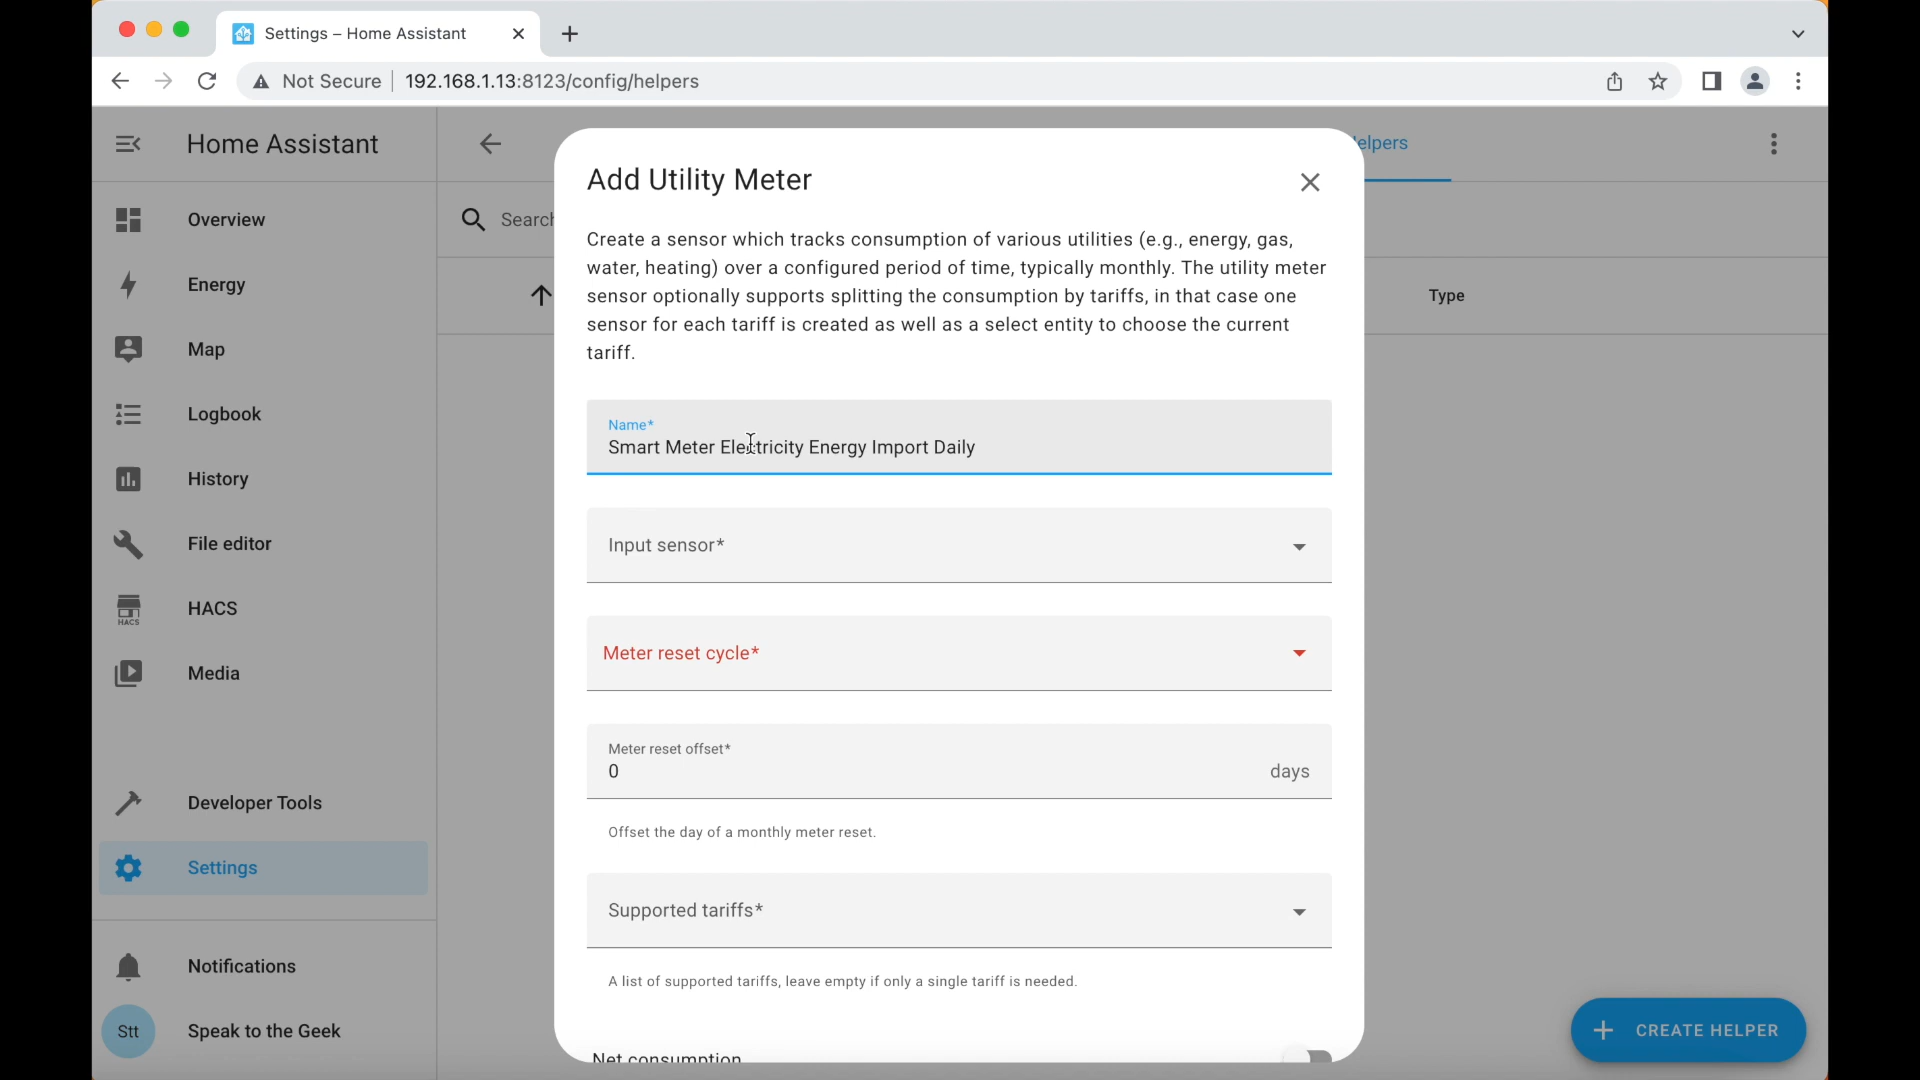 Settings – Home Assistant
Not Secure
192.168.1.13:8123/config/helpers
Home Assistant
elpers
Add Utility Meter
Overview
Search
Create a sensor which tracks consumption of various utilities (e.g., energy, gas,
water, heating) over a configured period of time, typically monthly. The utility meter
sensor optionally supports splitting the consumption by tariffs, in that case one
sensor for each tariff is created as well as a select entity to choose the current
tariff.
Type
Energy
Map
Logbook
History
File editor
HACS
HACS
Media
Developer Tools
Settings
Notifications
Stt
Speak to the Geek
Name*
Smart Meter Electricity Energy Import Daily
Input sensor*
Meter reset cycle*
Meter reset offset*
0
days
Offset the day of a monthly meter reset.
Supported tariffs*
A list of supported tariffs, leave empty if only a single tariff is needed.
Net consumption
CREATE HELPER